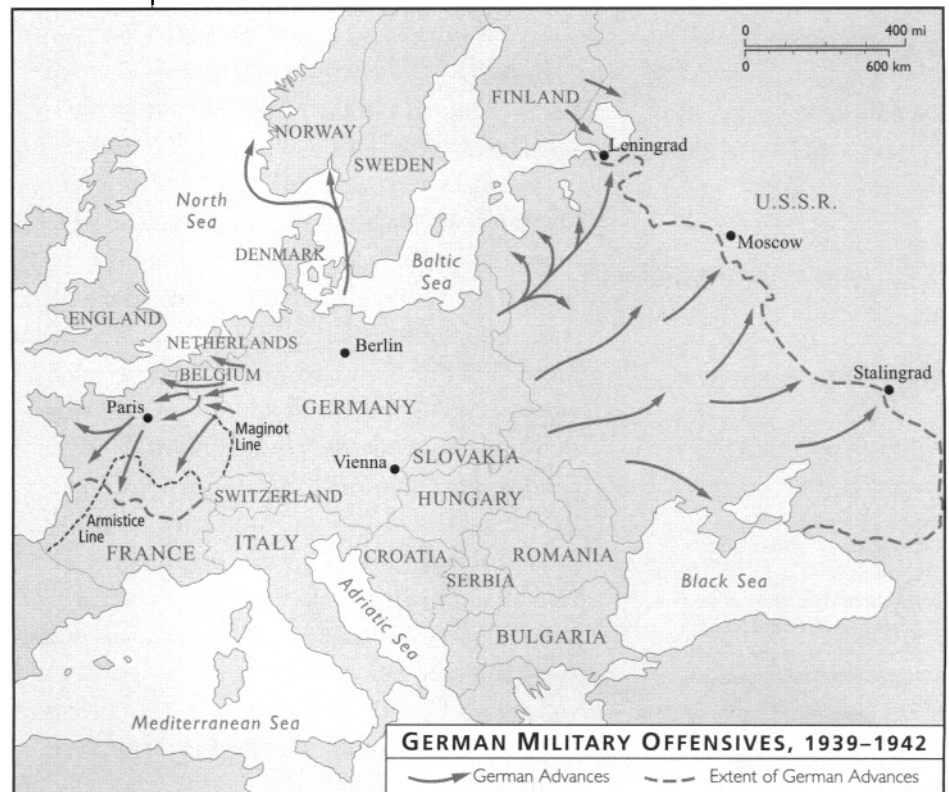 0 400 mi
0 600 km
FINLAND
NORWAY
Leningrad
SWEDEN
North
Sea
U.S.S.R.
Moscow
DENMARK
Baltic
Sea
ENGLAND
NETHERLANDS
Berlin
BELGIUM
Stalingrad
Paris
GERMANY
Maginot
Line
Vienna
SLOVAKIA
SWITZERLAND
HUNGARY
Armistice
Line
FRANCE
ITALY
CROATIA
ROMANIA
SERBIA
Black Sea
Adriatic Sea
BULGARIA
Mediterranean Sea
GERMAN MILITARY OFFENSIVES, 1939–1942
German Advances
Extent of German Advances